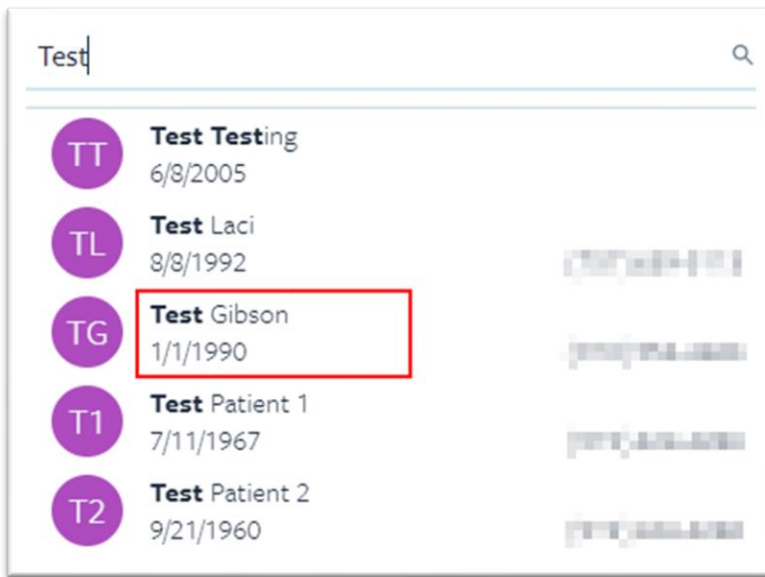 Test
TT
Test Testing
6/8/2005
TL
Test Laci
8/8/1992
TG
Test Gibson
1/1/1990
T1
Test Patient 1
7/11/1967
T2
Test Patient 2
9/21/1960